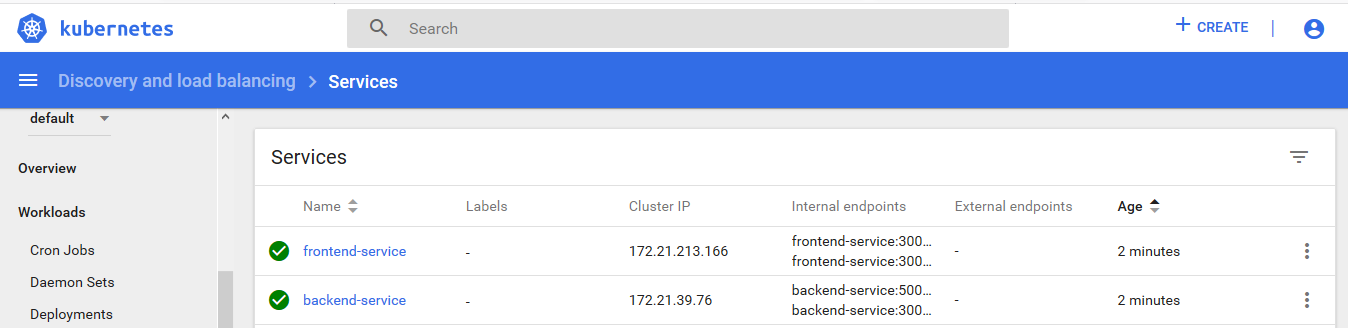 kubernetes
Search
+ CREATE
Discovery and load balancing > Services
default
Overview
Workloads
Cron Jobs
Daemon Sets
Deployments
Services
Name Labels Cluster IP Internal endpoints External endpoints Age
frontend-service - 172.21.213.166 frontend-service:300... - 2 minutes
frontend-service:300...
backend-service - 172.21.39.76 backend-service:500... - 2 minutes
backend-service:300...